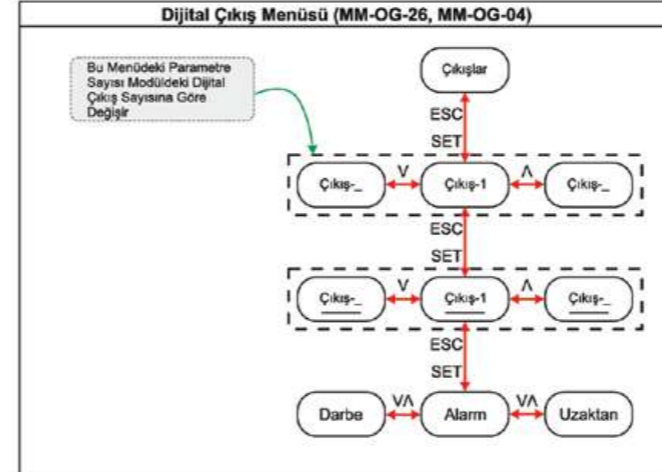 Dijital Çıkış Menüsü (MM-OG-26, MM-OG-04)
Bu Menüdeki Parametre
Sayısı Modüldeki Dijital
Çıkış Sayısına Göre
Değişir
Çıkışlar
ESC
SET
Çıkış-_ V Çıkış-1 Λ Çıkış-_
ESC
SET
Çıkış-_ V Çıkış-1 Λ Çıkış-_
ESC
SET
Darbe VΛ Alarm VΛ Uzaktan